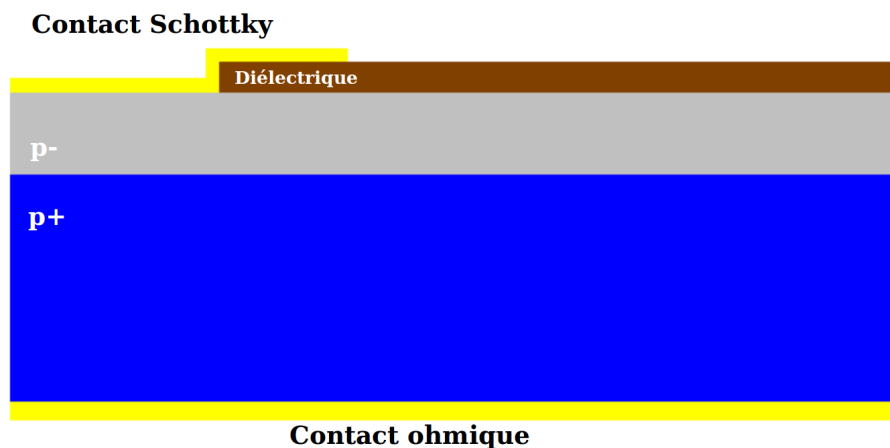 Contact Schottky
Diélectrique
p-
p+
Contact ohmique